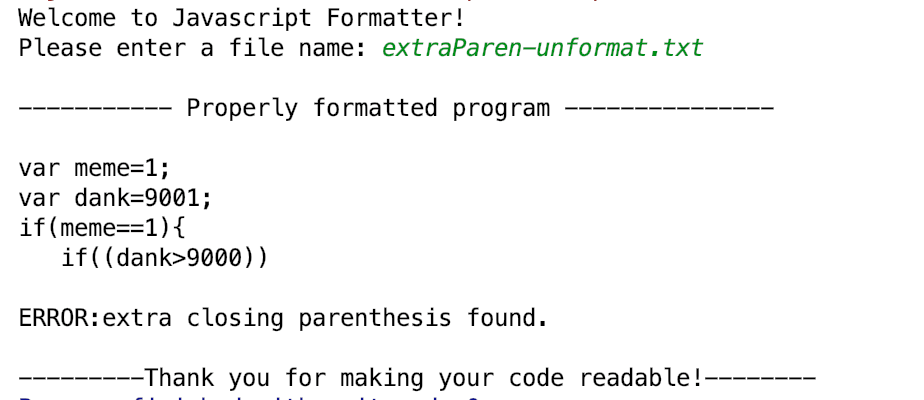 Welcome to Javascript Formatter!
Please enter a file name: extraParen-unformat.txt
----------- Properly formatted program ---------------
var meme=1;
var dank=9001;
if(meme==1){
   if((dank>9000))
ERROR:extra closing parenthesis found.
---------Thank you for making your code readable!--------